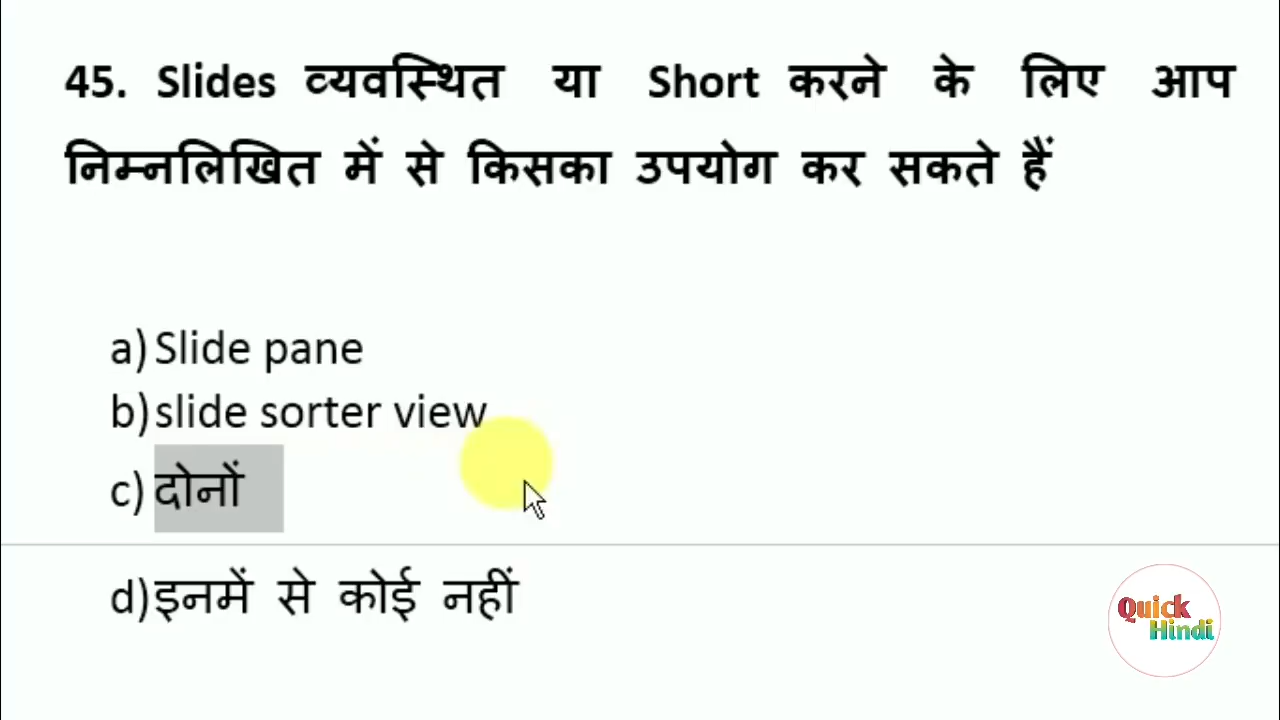 45. Slides व्यवस्थित या Short करने के लिए आप
निम्नलिखित में से किसका उपयोग कर सकते हैं
a) Slide pane
b) slide sorter view
c) दोनों
d) इनमें से कोई नहीं
Quick
Hindi